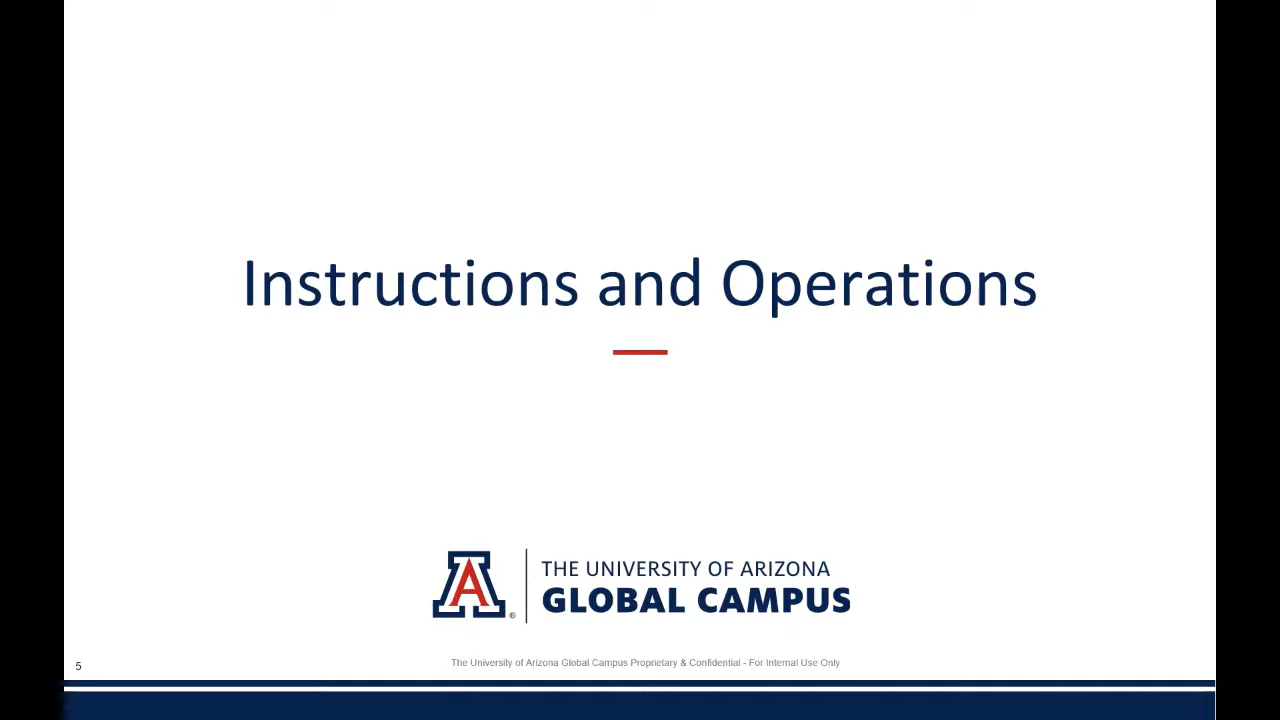 Instructions and Operations
A ®
THE UNIVERSITY OF ARIZONA
GLOBAL CAMPUS
5
The University of Arizona Global Campus Proprietary & Confidential - For Internal Use Only